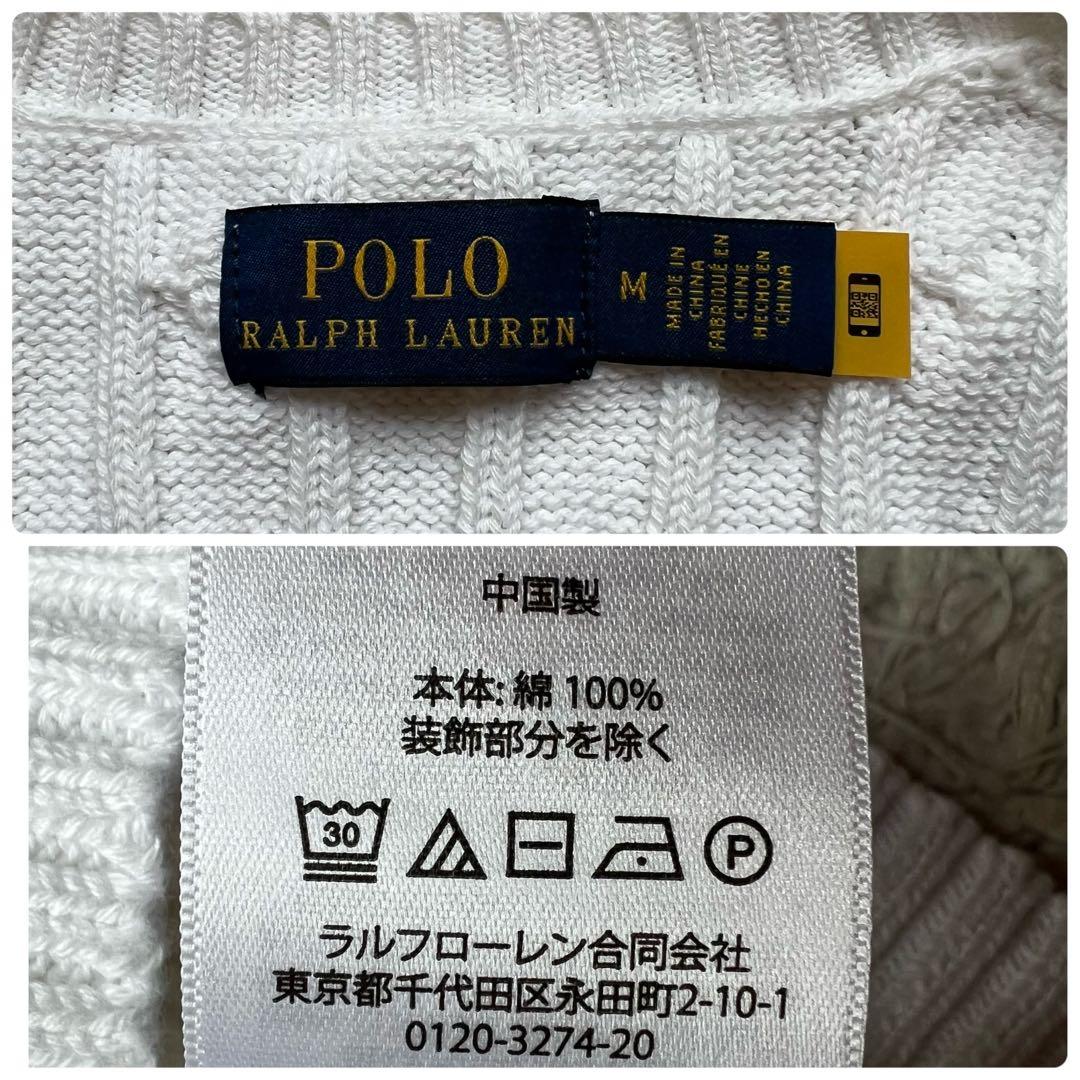 POLO
RALPH LAUREN
M
MADE IN
CHINA
FABRIQUÉ EN
CHINE
HECHO EN
CHINA
中国製
本体: 綿 100%
装飾部分を除く
30
P
ラルフローレン合同会社
東京都千代田区永田町2-10-1
0120-3274-20